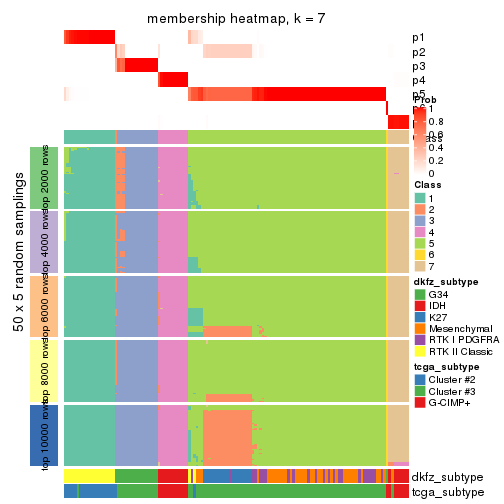 membership heatmap, k = 7
p1
p2
p3
p4
p5
Prob
1
0.8
0.6
0.4
0.2
0
Class
1
2
3
4
5
6
7
dkfz_subtype
G34
IDH
K27
Mesenchymal
RTK I PDGFRA
RTK II Classic
tcga_subtype
Cluster #2
Cluster #3
G-CIMP+
50 x 5 random samplings
top 2000 rows
top 4000 rows
top 6000 rows
top 8000 rows
top 10000 rows
dkfz_subtype
tcga_subtype